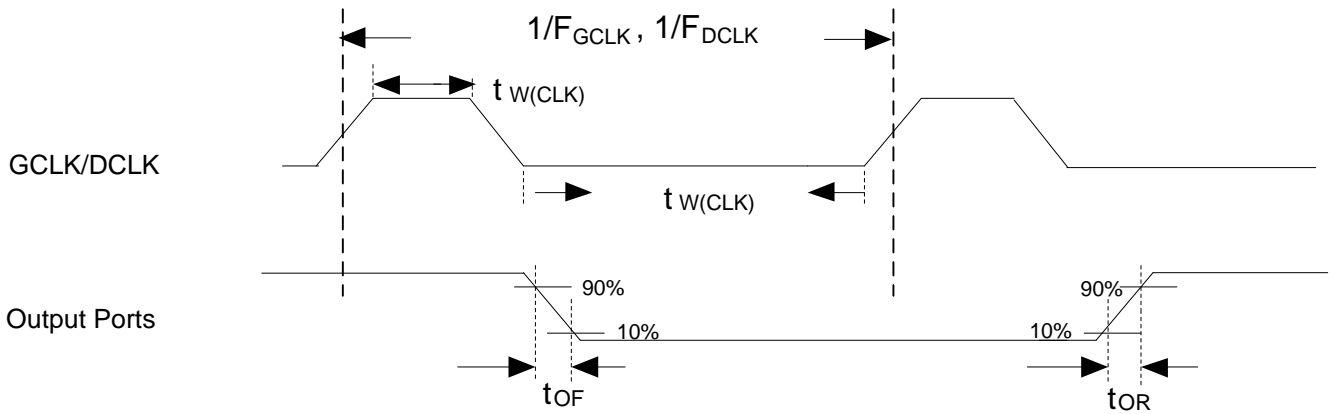 1/FGCLK , 1/FDCLK
t W(CLK)
GCLK/DCLK
t W(CLK)
90%
90%
Output Ports
10%
10%
tOF
tOR